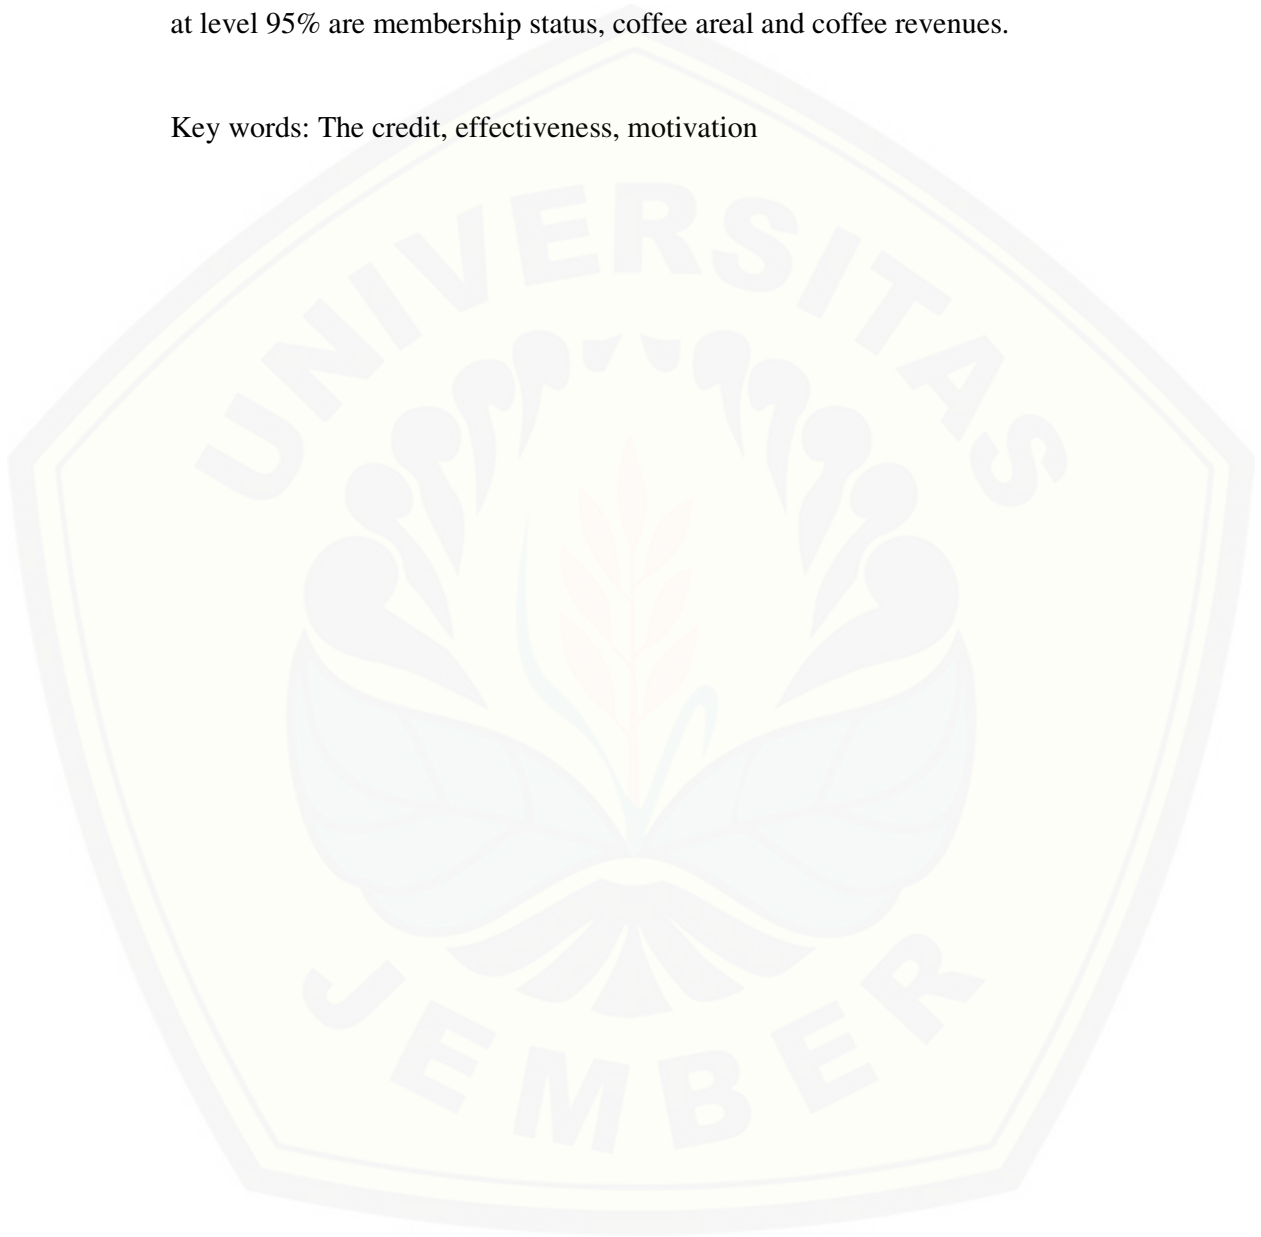 at level 95% are membership status, coffee areal and coffee revenues.
Key words: The credit, effectiveness, motivation
UNIVERSITAS
JEMBER